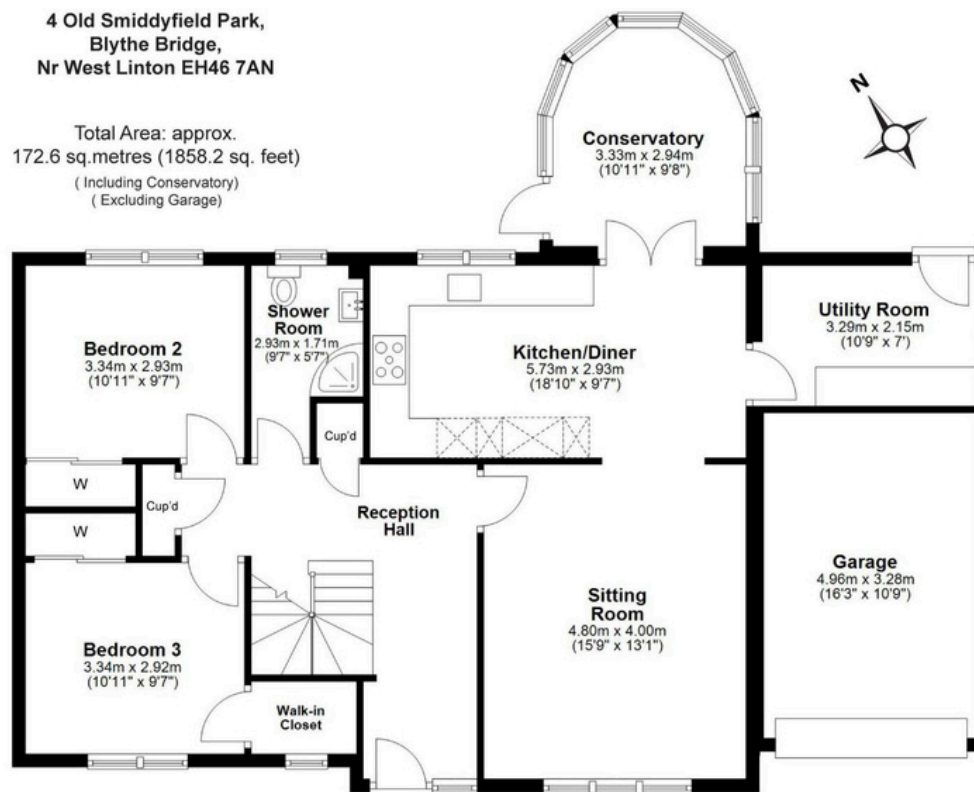 4 Old Smiddyfield Park,
Blythe Bridge,
Nr West Linton EH46 7AN
Total Area: approx.
172.6 sq.metres (1858.2 sq. feet)
( Including Conservatory)
( Excluding Garage)
N
Conservatory
3.33m x 2.94m
(10'11" x 9'8")
Utility Room
3.29m x 2.15m
(10'9" x 7')
Shower
Room
2.93m x 1.71m
(9'7" x 5'7")
Bedroom 2
3.34m x 2.93m
(10'11" x 9'7")
Kitchen/Diner
5.73m x 2.93m
(18'10" x 9'7")
Cup'd
W
Cup'd
W
Reception
Hall
Garage
4.96m x 3.28m
(16'3" x 10'9")
Sitting
Room
4.80m x 4.00m
(15'9" x 13'1")
Bedroom 3
3.34m x 2.92m
(10'11" x 9'7")
Walk-in
Closet